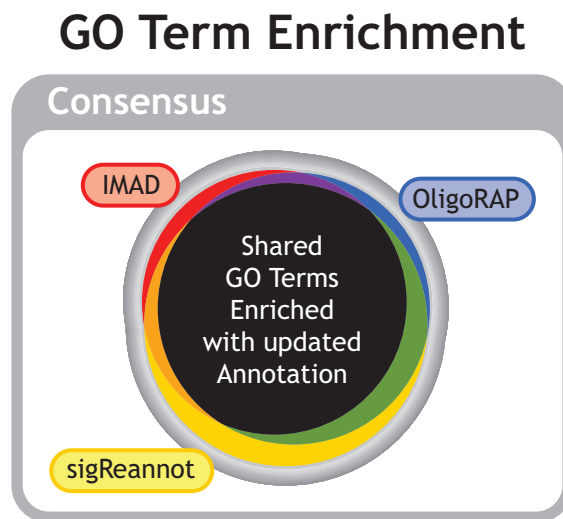 GO Term Enrichment
Consensus
IMAD
OligoRAP
Shared
GO Terms
Enriched
with updated
Annotation
sigReannot